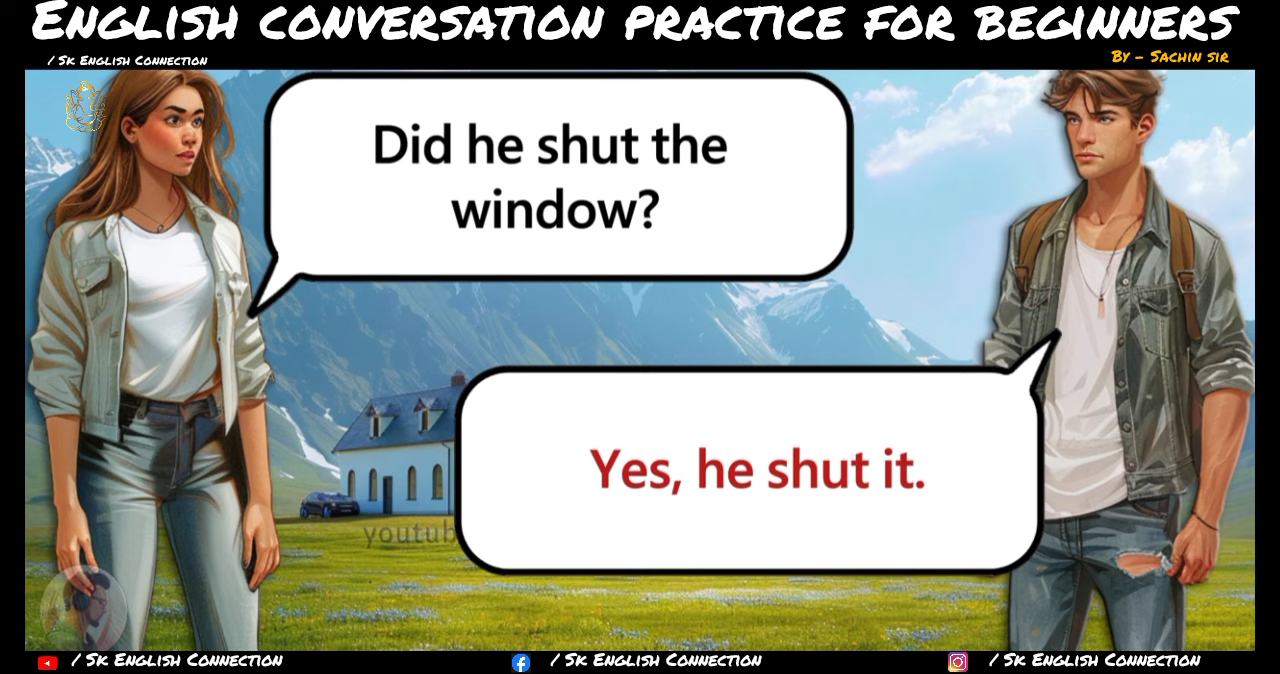 English conversation practice for beginners
/ Sk English Connection
By - Sachin sir
Did he shut the
window?
Yes, he shut it.
youtub
/ Sk English Connection
/ Sk English Connection
/ Sk English Connection